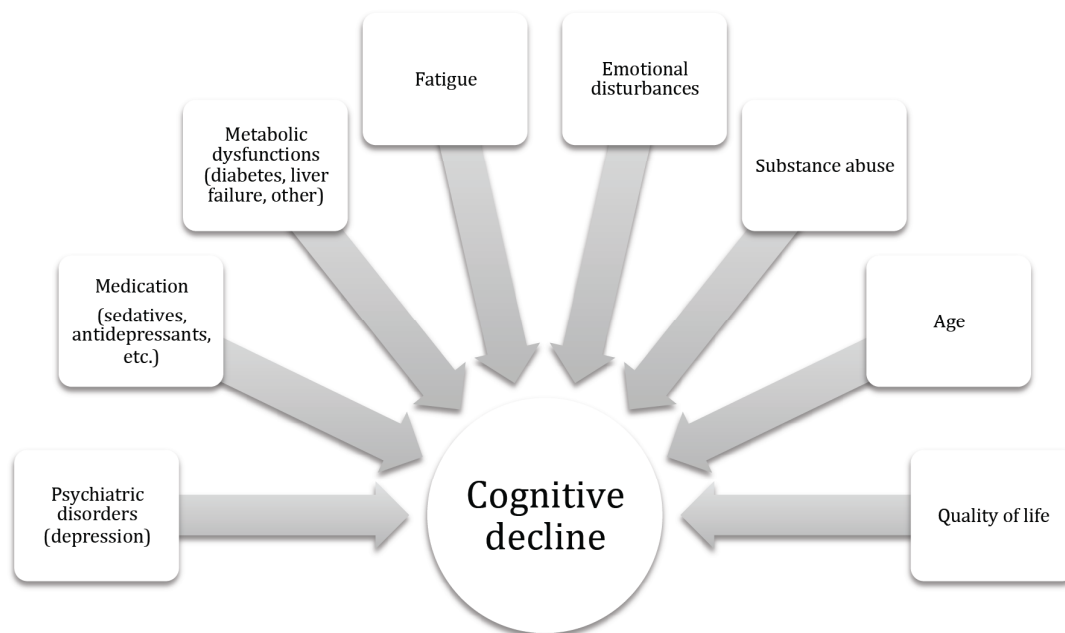 Fatigue
Emotional
disturbances
Metabolic
dysfunctions
(diabetes, liver
failure, other)
Substance abuse
Medication
(sedatives,
antidepressants,
etc.)
Age
Psychiatric
disorders
(depression)
Cognitive
decline
Quality of life